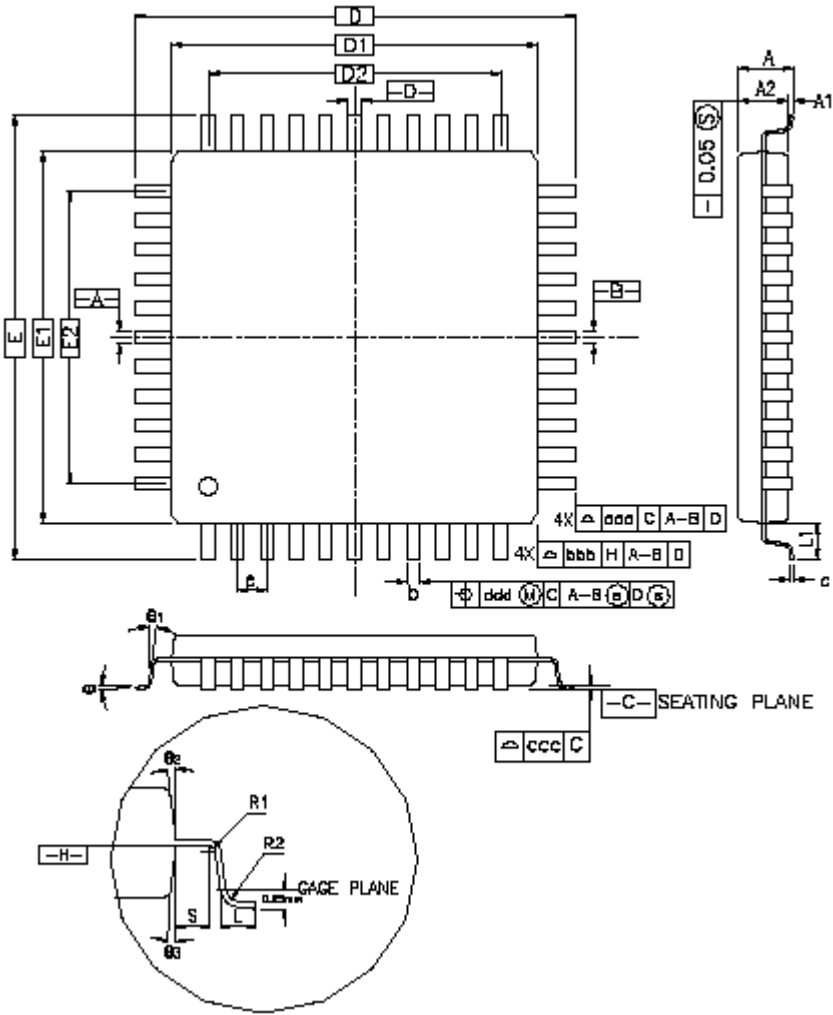 D
D1
D2
-D-
A
A2
A1
- 0.05 S
-A-
-B-
E
E1
E2
4X aaa C A-B D
4X bbb H A-B D
e
b
ddd M C A-B S D S
L1
c
θ1
θ
-C- SEATING PLANE
ccc C
θ2
R1
R2
-H-
GAGE PLANE
S
L
θ3